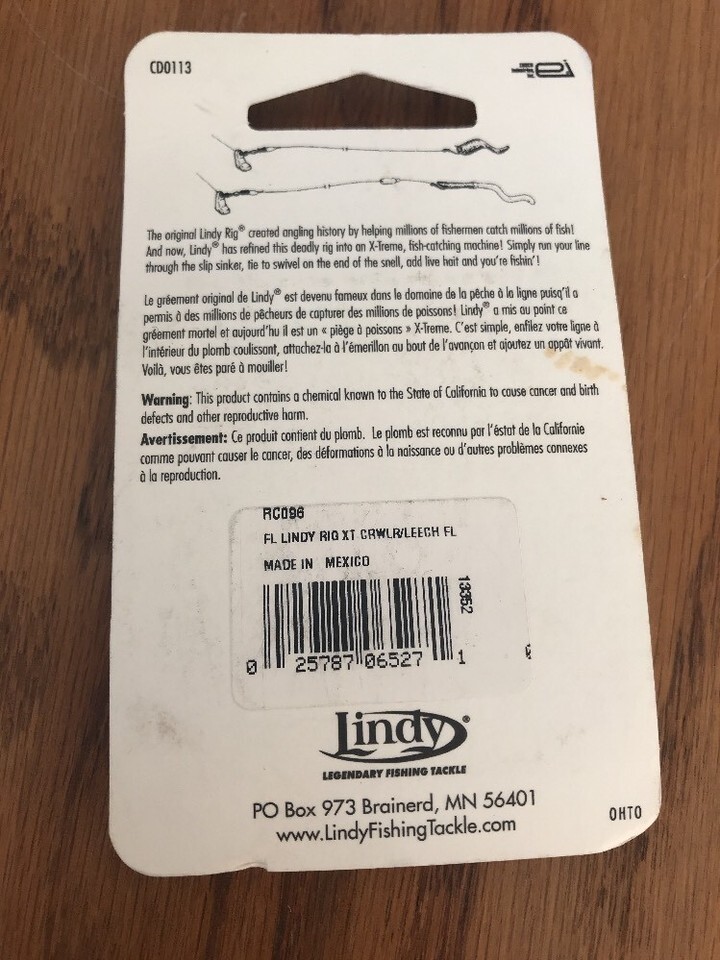 CD0113
The original Lindy Rig® created angling history by helping millions of fishermen catch millions of fish!
And now, Lindy® has refined this deadly rig into an X-Treme, fish-catching machine! Simply run your line
through the slip sinker, tie to swivel on the end of the snell, add live bait and you're fishin'!
Le gréement original de Lindy® est devenu fameux dans le domaine de la pêche à la ligne puisq'il a
permis à des millions de pêcheurs de capturer des millions de poissons! Lindy® a mis au point ce
gréement mortel et aujourd'hu il est un « piège à poissons » X-Treme. C'est simple, enfilez votre ligne à
l'intérieur du plomb coulissant, attachez-la à l'émerillon au bout de l'avançon et ajoutez un appât vivant.
Voilà, vous êtes paré à mouiller!
Warning: This product contains a chemical known to the State of California to cause cancer and birth
defects and other reproductive harm.
Avertissement: Ce produit contient du plomb. Le plomb est reconnu par l'éstat de la Californie
comme pouvant causer le cancer, des déformations à la naissance ou d'autres problèmes connexes
à la reproduction.
RC096
FL LINDY RIG XT CRWLR/LEECH FL
MADE IN MEXICO
13352
0 25787 06527 1
Lindy®
LEGENDARY FISHING TACKLE
PO Box 973 Brainerd, MN 56401
www.LindyFishingTackle.com
OHTO